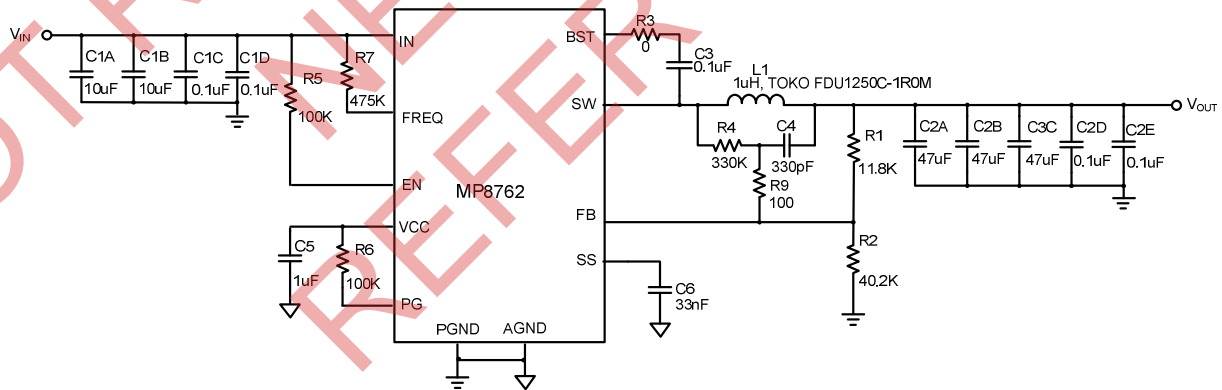 VIN
C1A
10uF
C1B
10uF
C1C
0.1uF
C1D
0.1uF
R5
100K
R7
475K
IN
FREQ
EN
VCC
PG
MP8762
PGND
AGND
BST
SW
FB
SS
C5
1uF
R6
100K
R3
0
C3
0.1uF
L1
1uH, TOKO FDU1250C-1R0M
R4
330K
C4
330pF
R9
100
R1
11.8K
R2
40.2K
C6
33nF
C2A
47uF
C2B
47uF
C3C
47uF
C2D
0.1uF
C2E
0.1uF
VOUT
NE
REFER